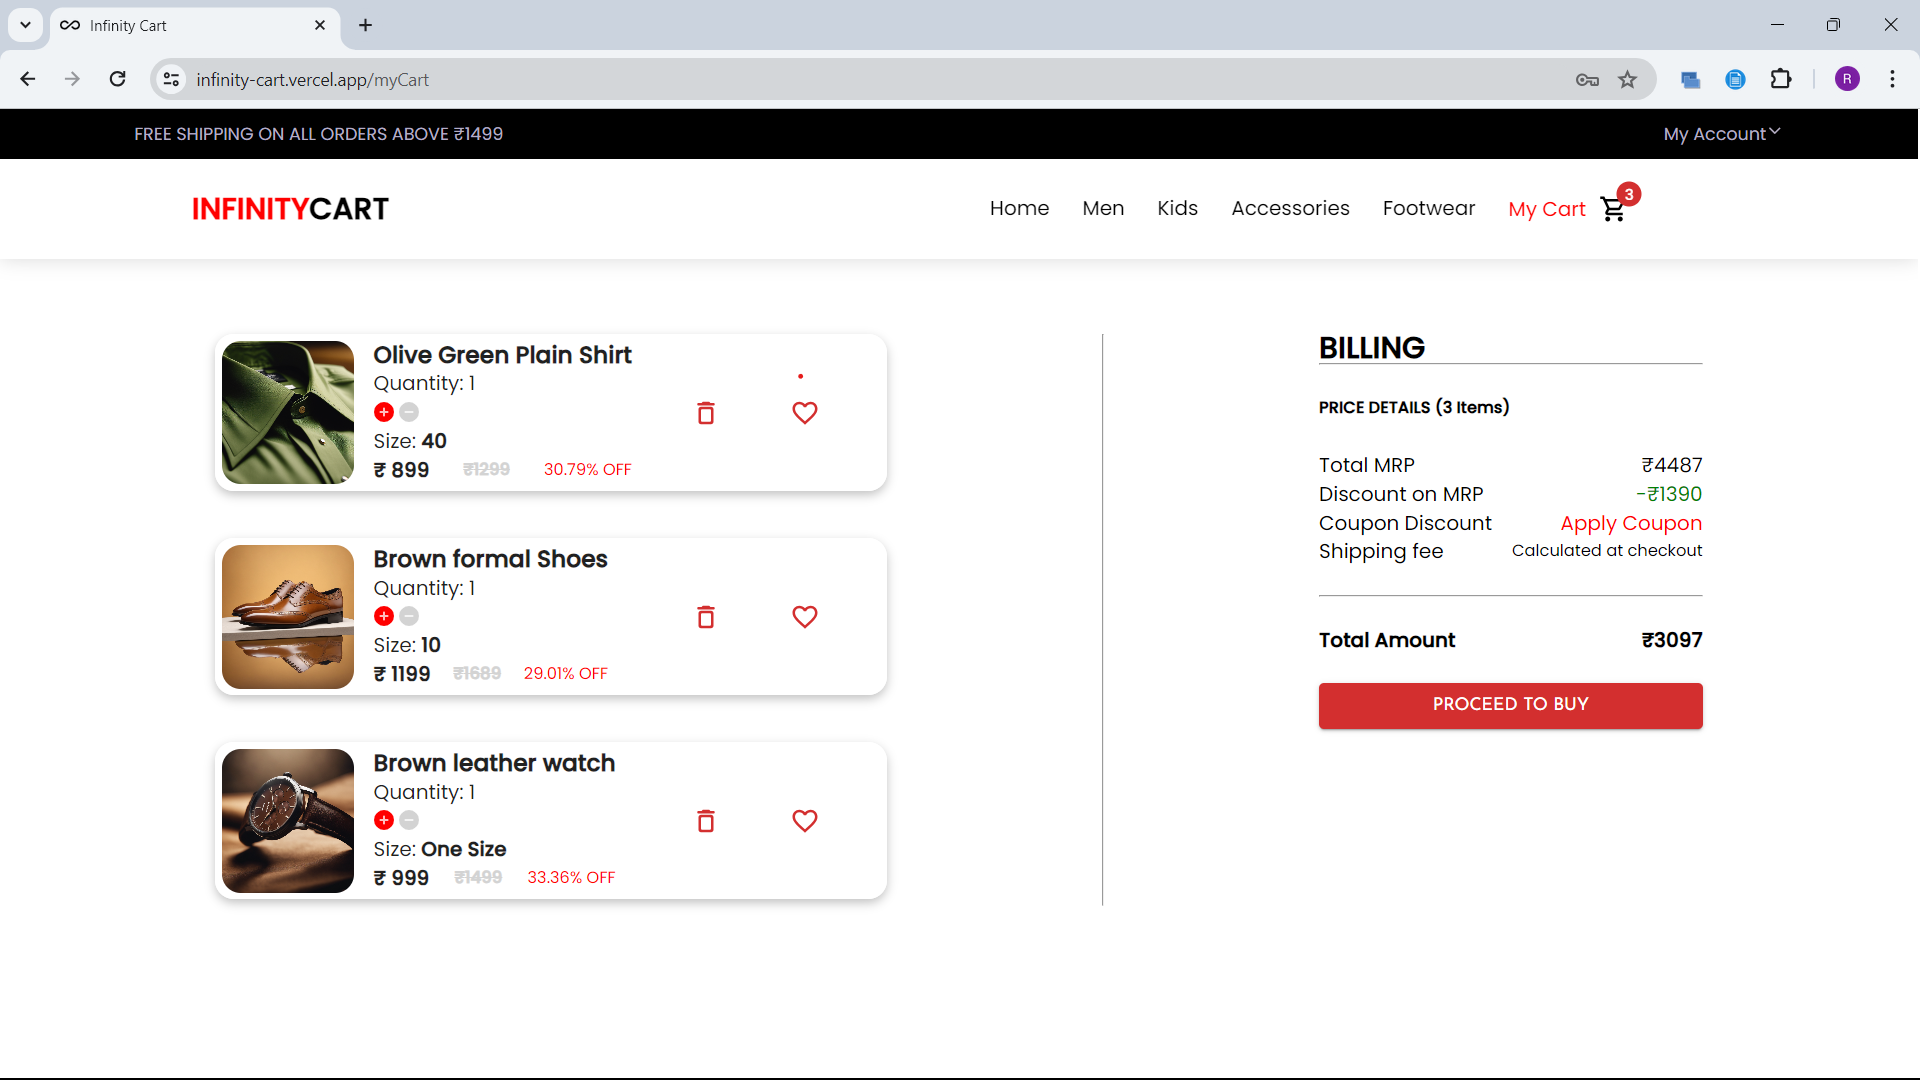 Infinity Cart
infinity-cart.vercel.app/myCart
R
FREE SHIPPING ON ALL ORDERS ABOVE ₹1499
My Account
INFINITYCART
Home Men Kids Accessories Footwear My Cart 3
Olive Green Plain Shirt
Quantity: 1
Size: 40
₹ 899 ₹1299 30.79% OFF
Brown formal Shoes
Quantity: 1
Size: 10
₹ 1199 ₹1689 29.01% OFF
Brown leather watch
Quantity: 1
Size: One Size
₹ 999 ₹1499 33.36% OFF
BILLING
PRICE DETAILS (3 Items)
Total MRP ₹4487
Discount on MRP -₹1390
Coupon Discount Apply Coupon
Shipping fee Calculated at checkout
Total Amount ₹3097
PROCEED TO BUY